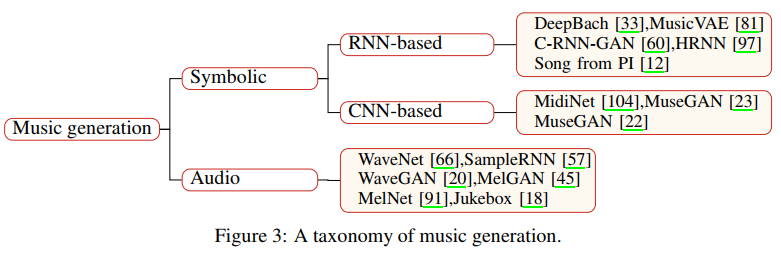 DeepBach [33],MusicVAE [81]
RNN-based
C-RNN-GAN [60],HRNN [97]
Song from PI [12]
Symbolic
CNN-based
MidiNet [104],MuseGAN [23]
MuseGAN [22]
Music generation
WaveNet [66],SampleRNN [57]
Audio
WaveGAN [20],MelGAN [45]
MelNet [91],Jukebox [18]
Figure 3: A taxonomy of music generation.